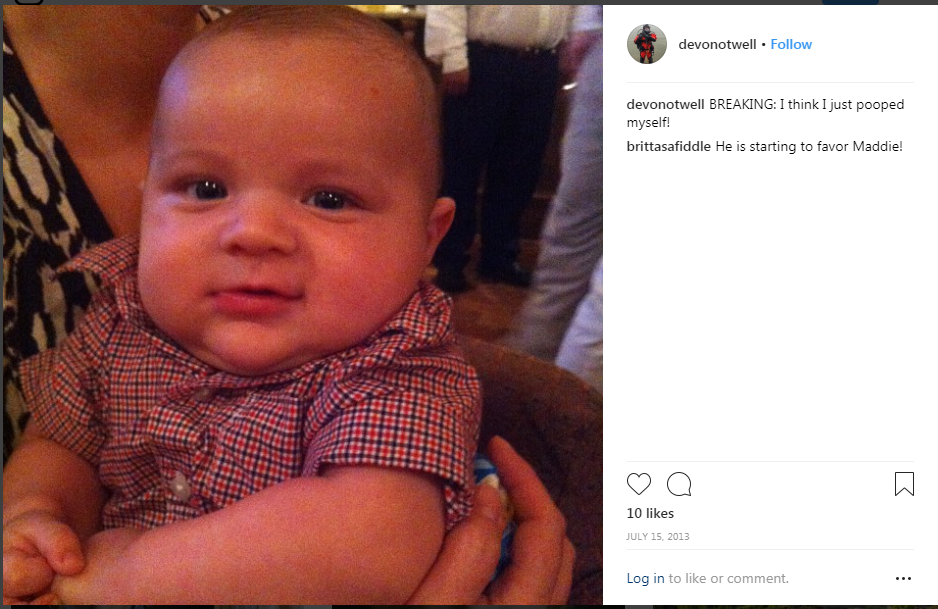 devonotwell • Follow
devonotwell BREAKING: I think I just pooped
myself!
brittasafiddle He is starting to favor Maddie!
10 likes
JULY 15, 2013
Log in to like or comment.